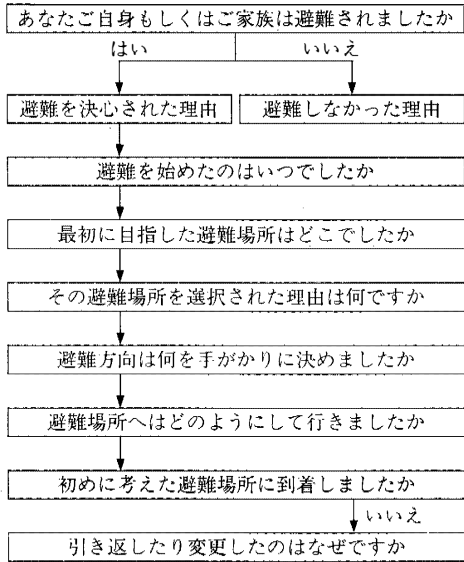 あなたご自身もしくはご家族は避難されましたか
はい
いいえ
避難を決心された理由
避難しなかった理由
避難を始めたのはいつでしたか
最初に目指した避難場所はどこでしたか
その避難場所を選択された理由は何ですか
避難方向は何を手がかりに決めましたか
避難場所へはどのようにして行きましたか
初めに考えた避難場所に到着しましたか
いいえ
引き返したり変更したのはなぜですか